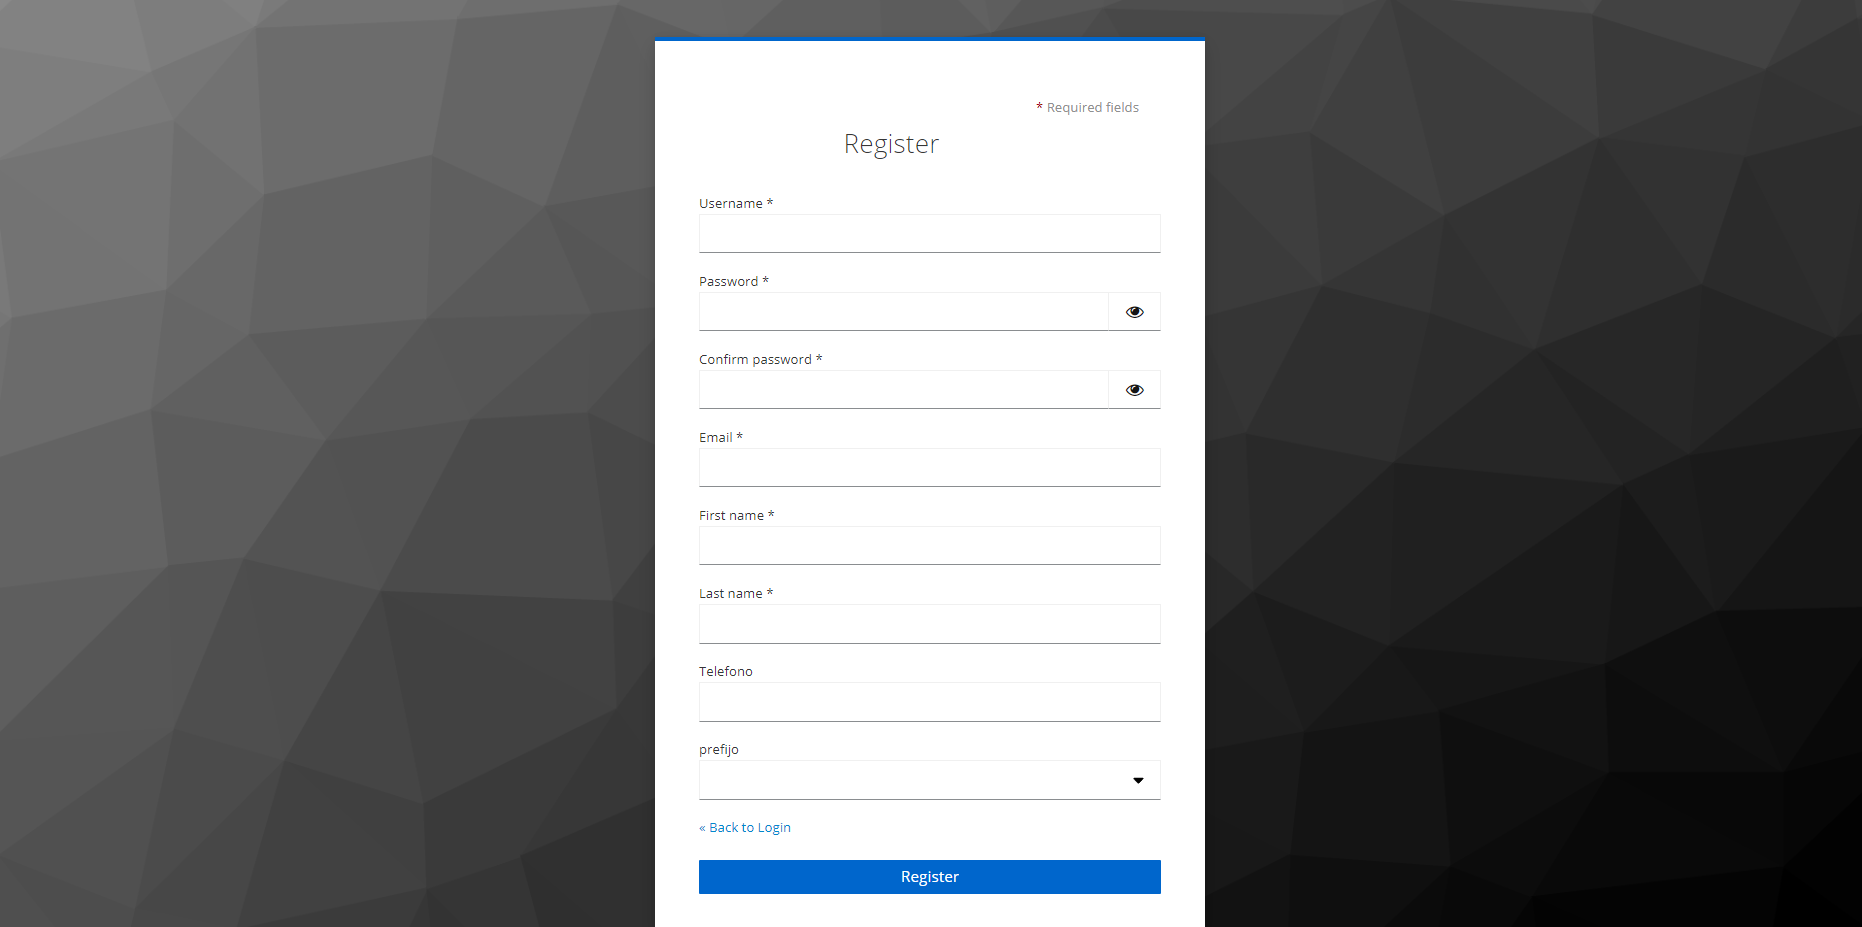 * Required fields
Register
Username *
Password *
Confirm password *
Email *
First name *
Last name *
Telefono
prefijo
« Back to Login
Register